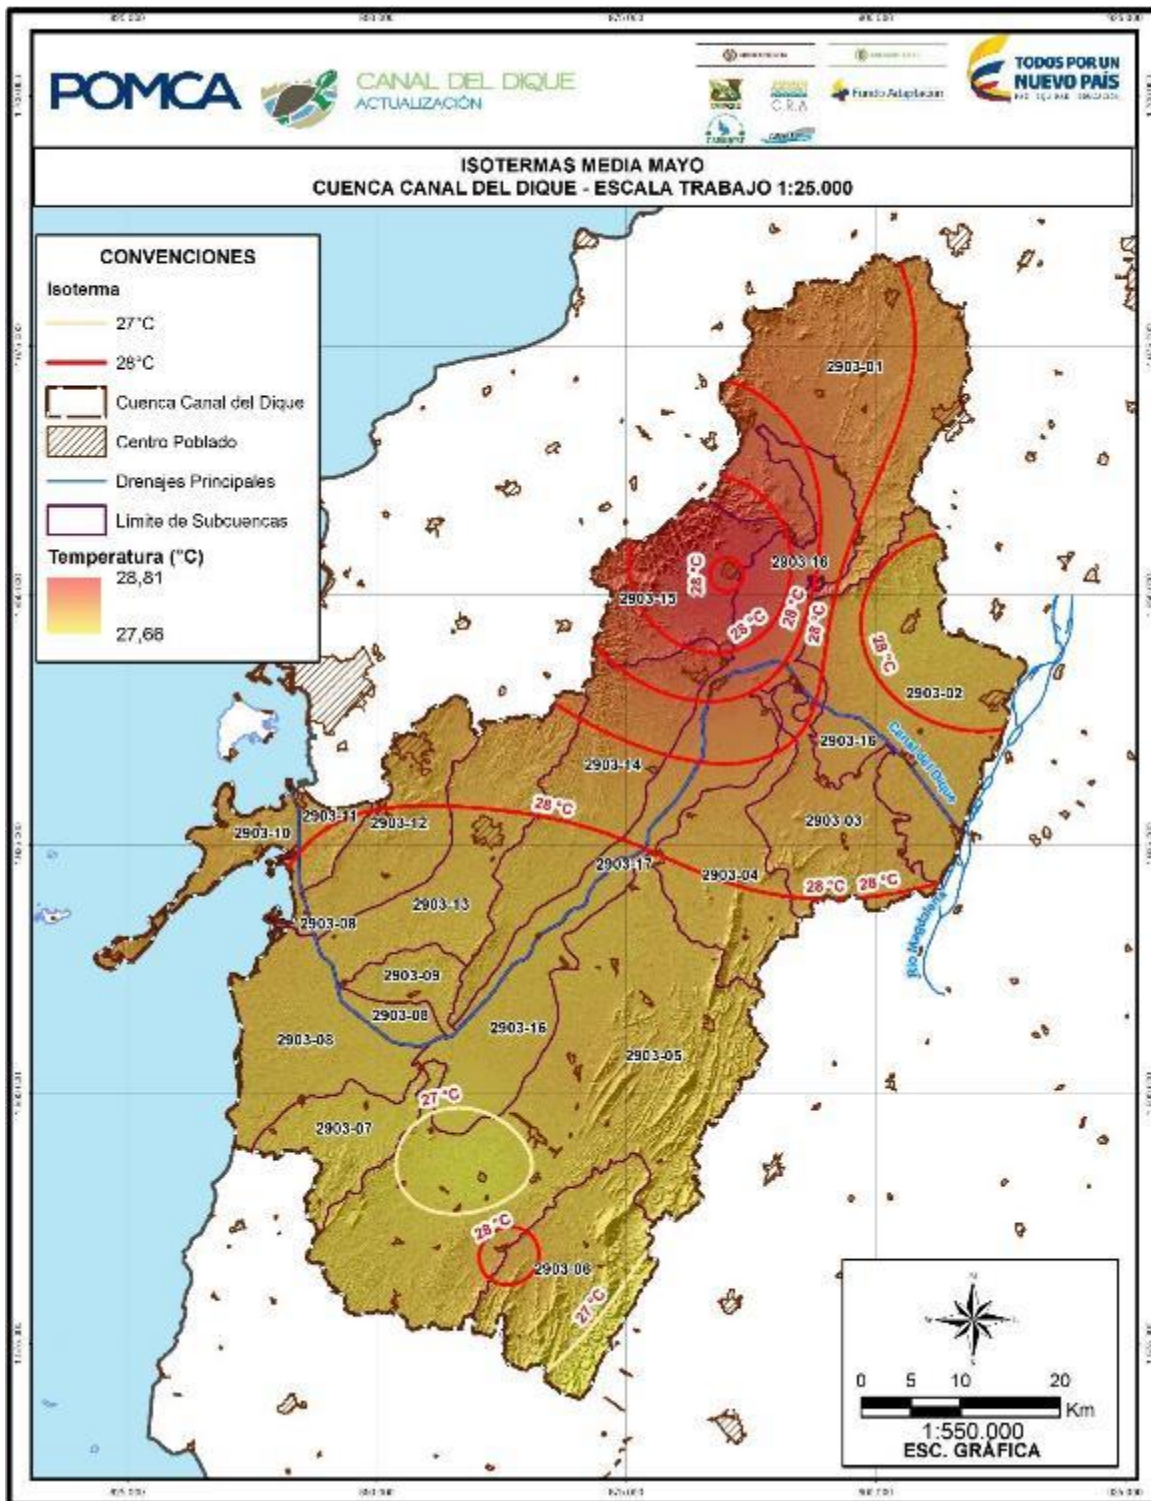 POMCA
CANAL DEL DIQUE
ACTUALIZACIÓN
C.R.A
Fondo Adaptación
TODOS POR UN
NUEVO PAÍS
ISOTERMAS MEDIA MAYO
CUENCA CANAL DEL DIQUE - ESCALA TRABAJO 1:25.000
CONVENCIONES
Isoterma
27°C
28°C
Cuenca Canal del Dique
Centro Poblado
Drenajes Principales
Limite de Subcuencas
Temperatura (°C)
28,81
27,66
2903-01
2903-16
28 °C
2903-15
28 °C
28 °C
28 °C
28 °C
2903-02
2903-16
Canal del Dique
2903-14
28 °C
2903-11
2903-10
2903-12
2903-03
2903-17
2903-04
28 °C
28 °C
2903-13
2903-08
Río Magdalena
2903-09
2903-08
2903-16
2903-08
2903-05
27 °C
2903-07
28 °C
2903-06
27 °C
0 5 10 20
Km
1:550.000
ESC. GRÁFICA